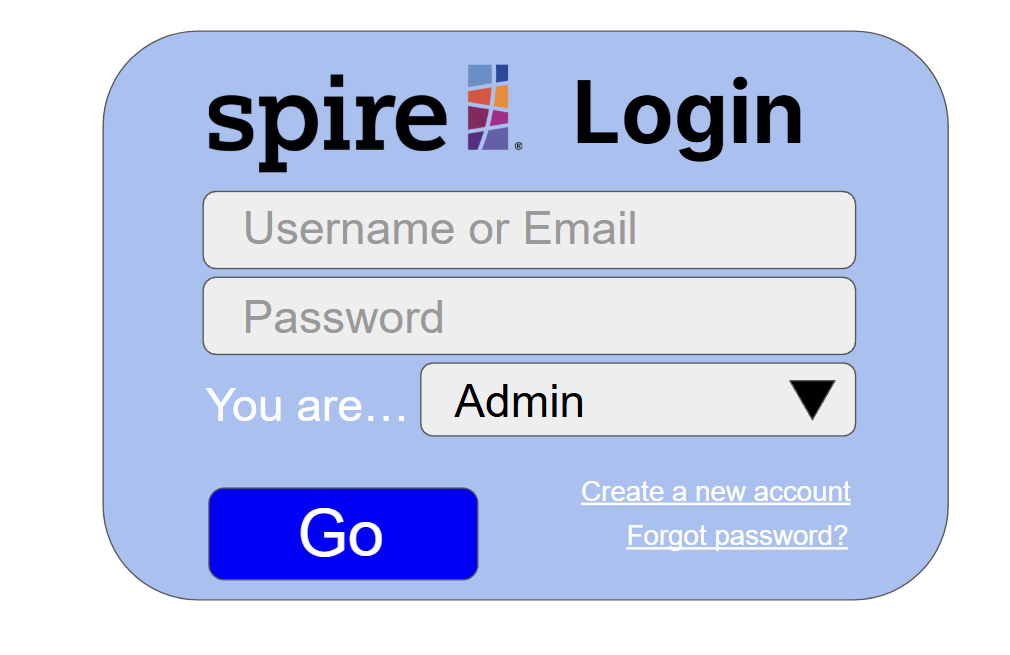 spire® Login
Username or Email
Password
You are… Admin
Create a new account
Go
Forgot password?